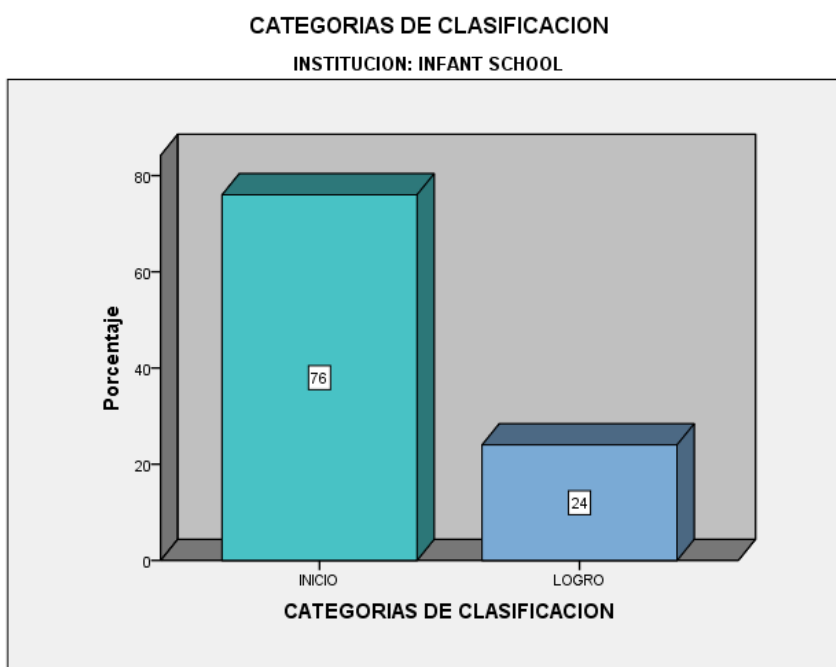 CATEGORIAS DE CLASIFICACION
INSTITUCION: INFANT SCHOOL
Porcentaje
80
60
40
20
0
76
24
INICIO
LOGRO
CATEGORIAS DE CLASIFICACION